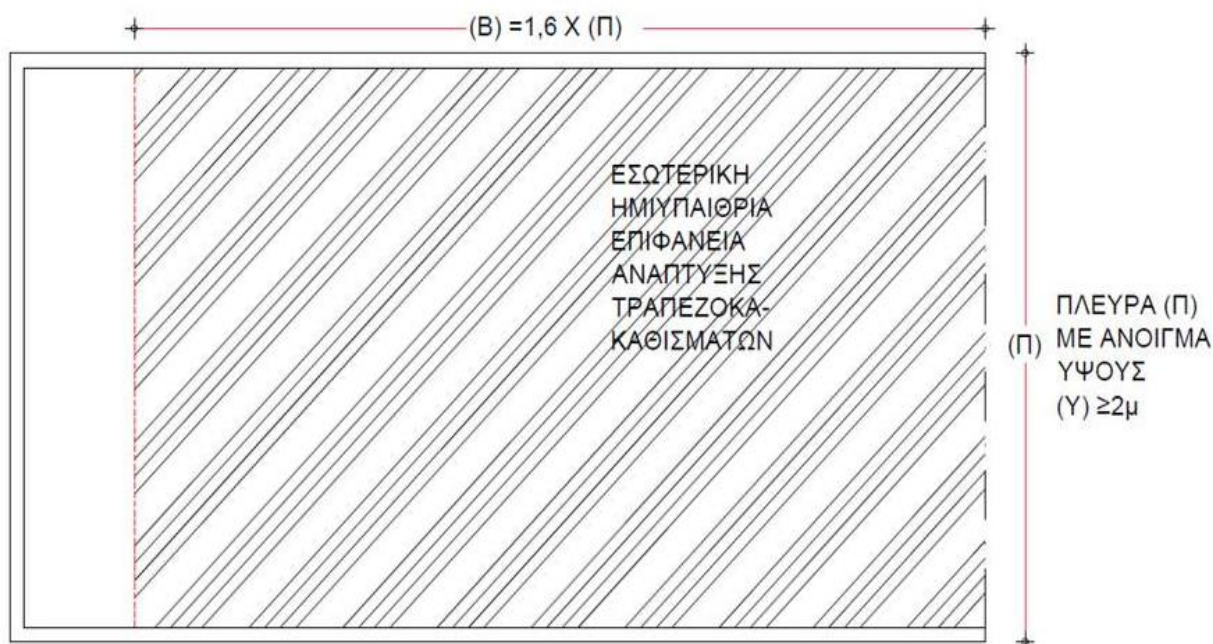 (Β) =1,6 Χ (Π)
ΕΣΩΤΕΡΙΚΗ
ΗΜΙΥΠΑΙΘΡΙΑ
ΕΠΙΦΑΝΕΙΑ
ΑΝΑΠΤΥΞΗΣ
ΤΡΑΠΕΖΟΚΑ-
ΚΑΘΙΣΜΑΤΩΝ
(Π)
ΠΛΕΥΡΑ (Π)
ΜΕ ΑΝΟΙΓΜΑ
ΥΨΟΥΣ
(Υ) ≥2μ